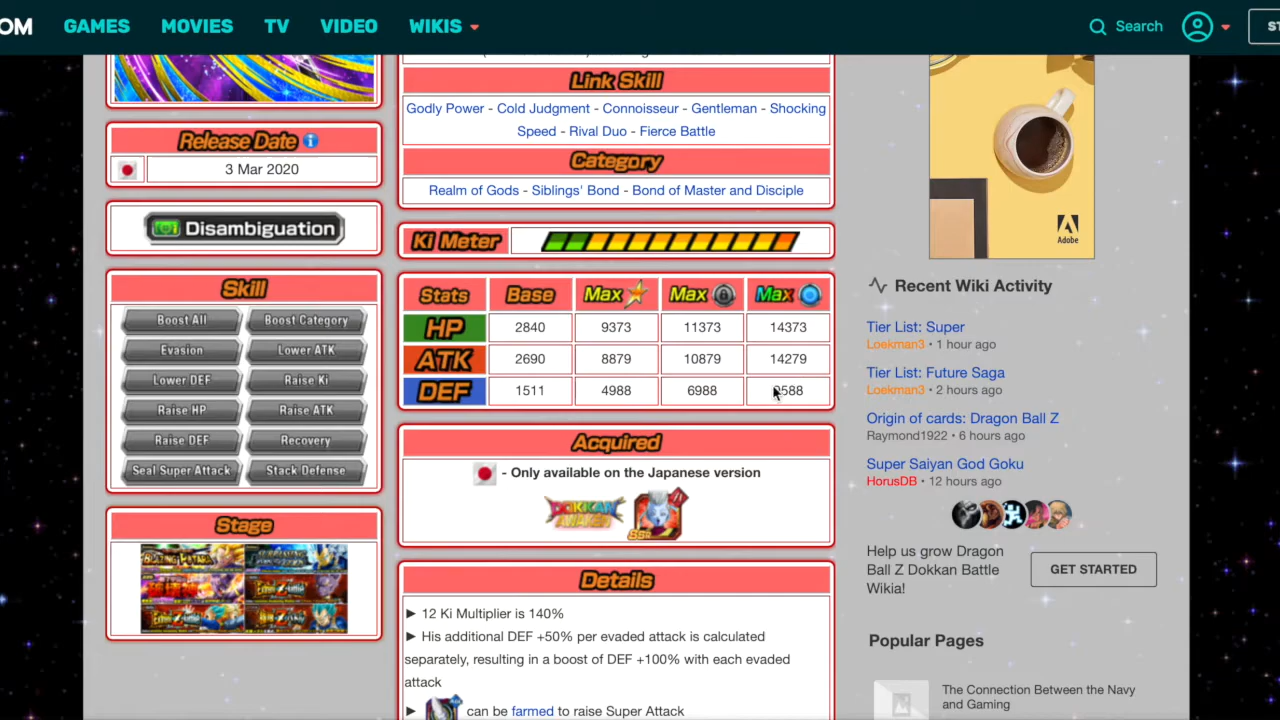 OM
GAMES
MOVIES
TV
VIDEO
WIKIS
Search
ST
Link Skill
Godly Power - Cold Judgment - Connoisseur - Gentleman - Shocking
Speed - Rival Duo - Fierce Battle
Category
Realm of Gods - Siblings' Bond - Bond of Master and Disciple
Release Date
3 Mar 2020
Disambiguation
Ki Meter
Skill
Boost All
Boost Category
Evasion
Lower ATK
Lower DEF
Raise Ki
Raise HP
Raise ATK
Raise DEF
Recovery
Seal Super Attack
Stack Defense
Stage
Stats Base Max Max Max
HP 2840 9373 11373 14373
ATK 2690 8879 10879 14279
DEF 1511 4988 6988
Acquired
- Only available on the Japanese version
DOKKAN
AWAKEN
Details
► 12 Ki Multiplier is 140%
► His additional DEF +50% per evaded attack is calculated
separately, resulting in a boost of DEF +100% with each evaded
attack
► can be farmed to raise Super Attack
Adobe
Recent Wiki Activity
Tier List: Super
Loekman3 • 1 hour ago
Tier List: Future Saga
Loekman3 • 2 hours ago
Origin of cards: Dragon Ball Z
Raymond1922 • 6 hours ago
Super Saiyan God Goku
HorusDB • 12 hours ago
Help us grow Dragon
Ball Z Dokkan Battle
Wikia!
GET STARTED
Popular Pages
The Connection Between the Navy
and Gaming